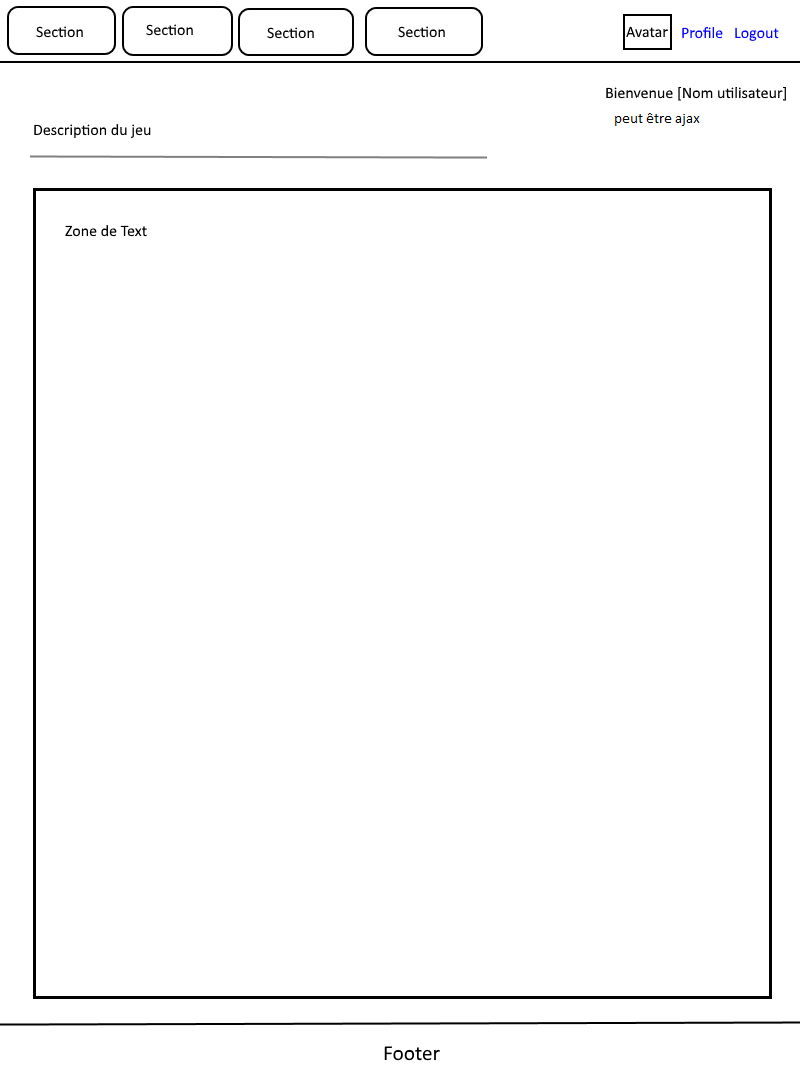 Section Section Section Section Avatar Profile Logout
Bienvenue [Nom utilisateur]
peut être ajax
Description du jeu
Zone de Text
Footer